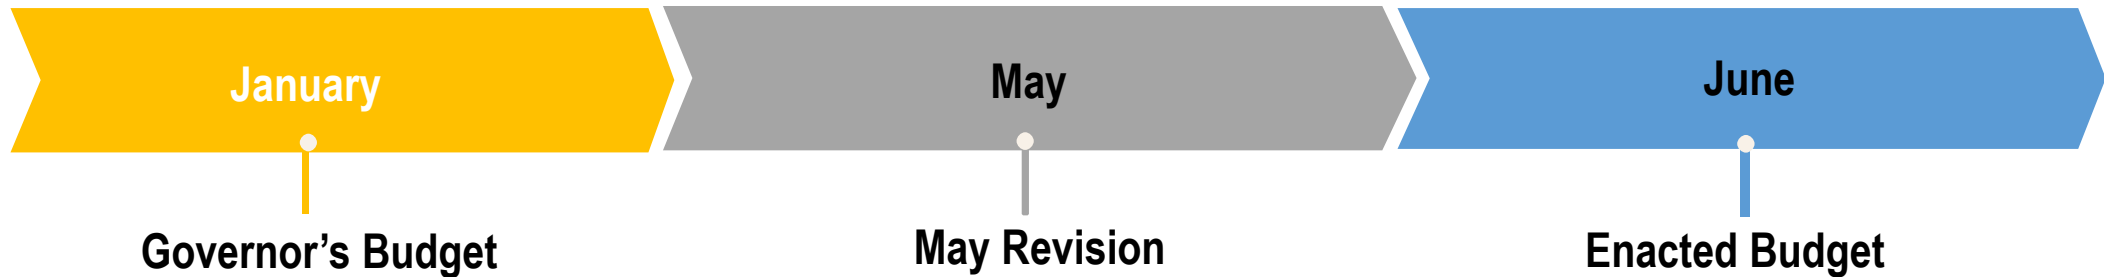 January
May
June
Governor’s Budget
May Revision
Enacted Budget